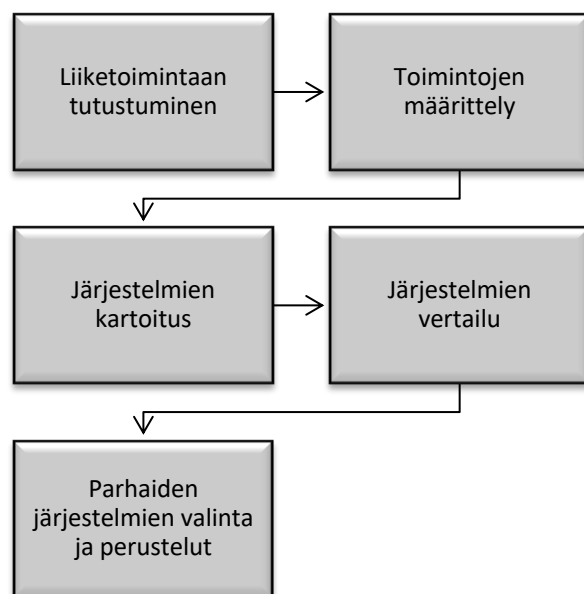 Liiketoimintaan
tutustuminen
Toimintojen
määrittely
Järjestelmien
kartoitus
Järjestelmien
vertailu
Parhaiden
järjestelmien valinta
ja perustelut